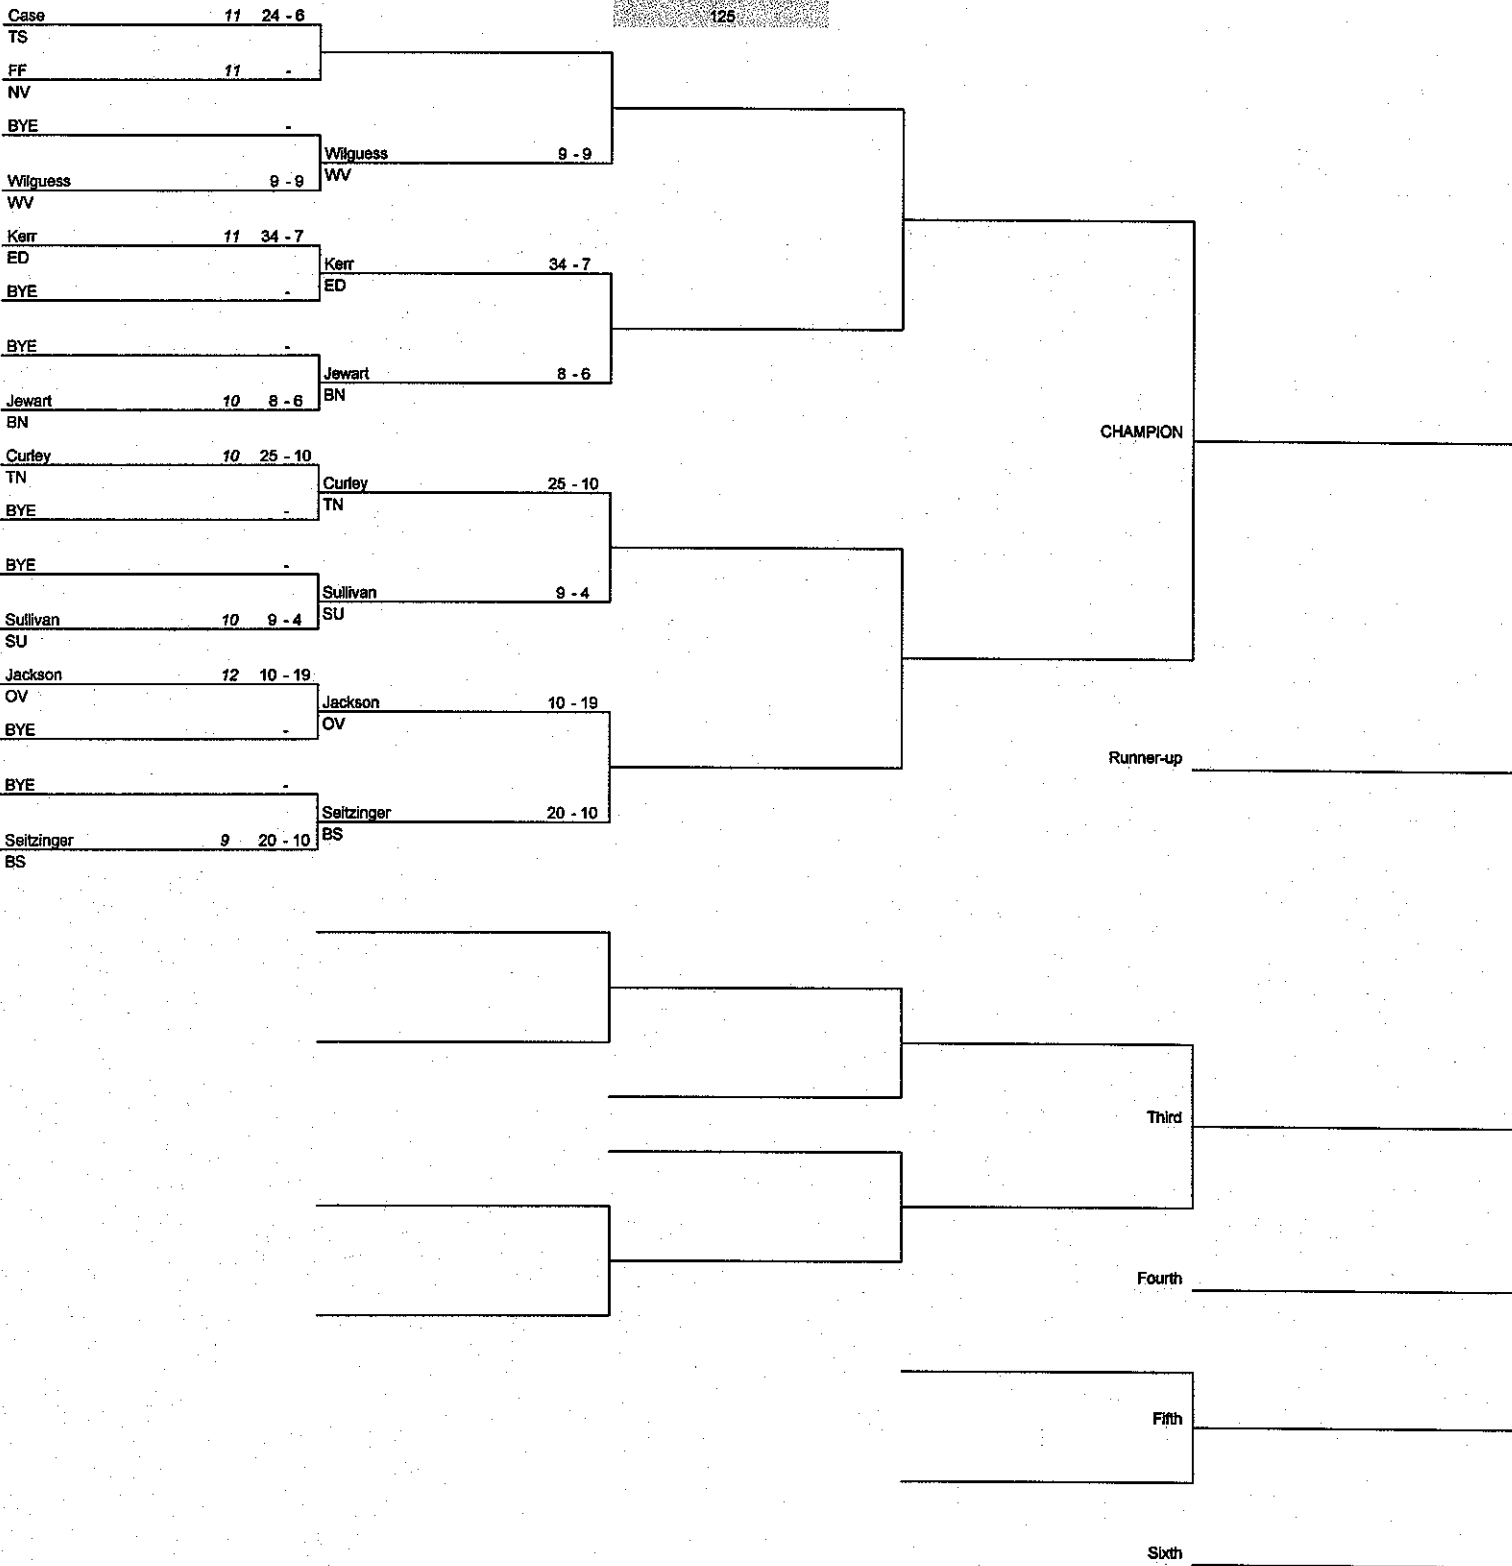 125
Case 11 24 - 6
TS
FF 11 -
NV
BYE -
Wilguess 9 - 9
WV
Kerr 11 34 - 7
ED
BYE -
BYE -
Jewart 10 8 - 6
BN
Curley 10 25 - 10
TN
BYE -
BYE -
Sullivan 10 9 - 4
SU
Jackson 12 10 - 19
OV
BYE -
BYE -
Seitzinger 9 20 - 10
BS
Wilguess 9 - 9
WV
Kerr 34 - 7
ED
Jewart 8 - 6
BN
Curley 25 - 10
TN
Sullivan 9 - 4
SU
Jackson 10 - 19
OV
Seitzinger 20 - 10
BS
CHAMPION
Runner-up
Third
Fourth
Fifth
Sixth